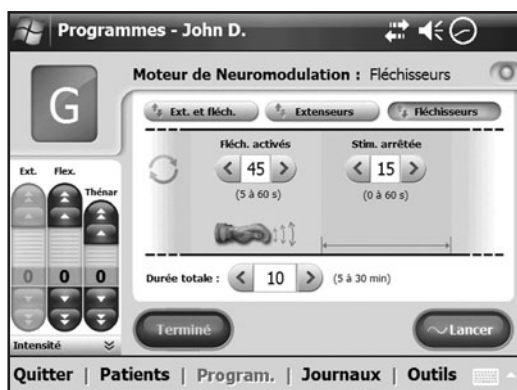 Programmes - John D.
G
Moteur de Neuromodulation : Fléchisseurs
Ext. et fléch.
Extenseurs
Fléchisseurs
Fléch. activés
Stim. arrêtée
45
15
(5 à 60 s)
(0 à 60 s)
Ext.
Flex.
Thénar
0
0
0
Durée totale :
10
(5 à 30 min)
Intensité
Terminé
Lancer
Quitter | Patients | Program. | Journaux | Outils